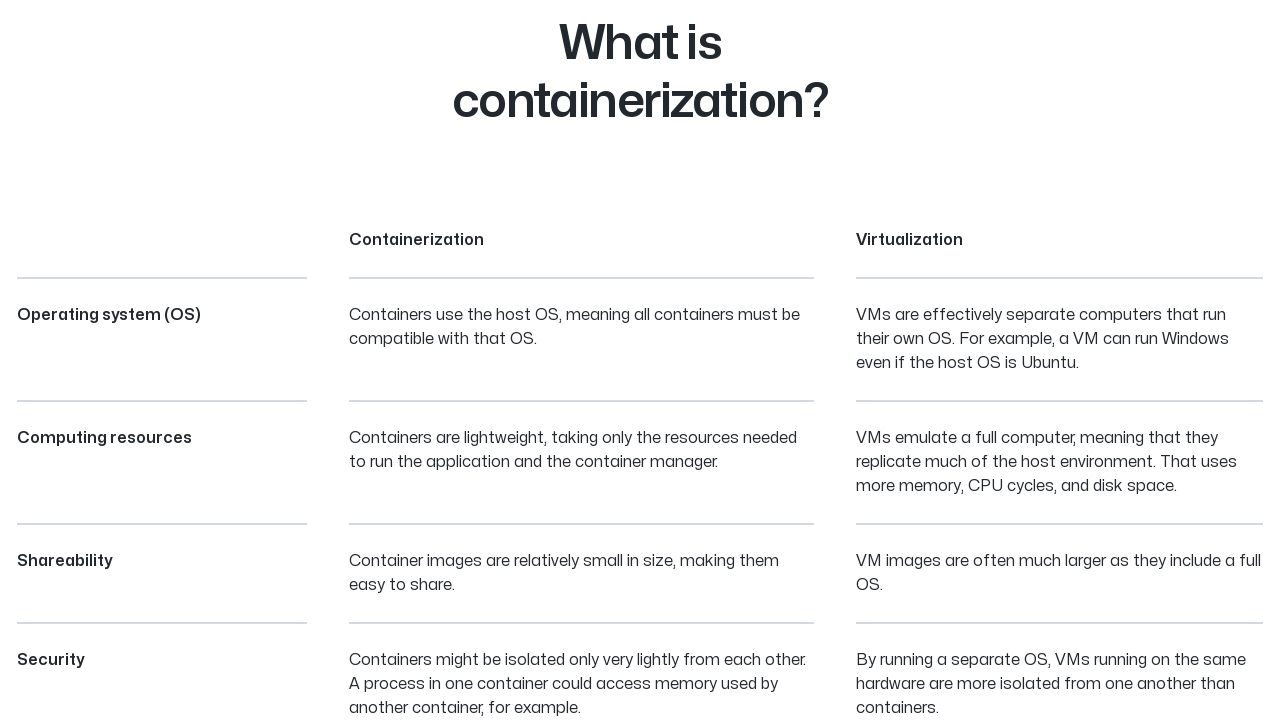 What is
containerization?
Containerization
Virtualization
Operating system (OS)
Containers use the host OS, meaning all containers must be
compatible with that OS.
VMs are effectively separate computers that run
their own OS. For example, a VM can run Windows
even if the host OS is Ubuntu.
Computing resources
Containers are lightweight, taking only the resources needed
to run the application and the container manager.
VMs emulate a full computer, meaning that they
replicate much of the host environment. That uses
more memory, CPU cycles, and disk space.
Shareability
Container images are relatively small in size, making them
easy to share.
VM images are often much larger as they include a full
OS.
Security
Containers might be isolated only very lightly from each other.
A process in one container could access memory used by
another container, for example.
By running a separate OS, VMs running on the same
hardware are more isolated from one another than
containers.